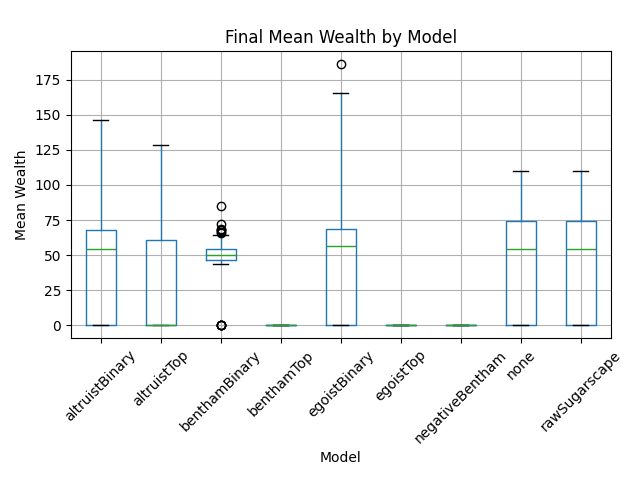 Final Mean Wealth by Model
Mean Wealth
175
150
125
100
75
50
25
0
altruistBinary
altruistTop
benthamBinary
benthamTop
egoistBinary
egoistTop
negativeBentham
none
rawSugarscape
Model